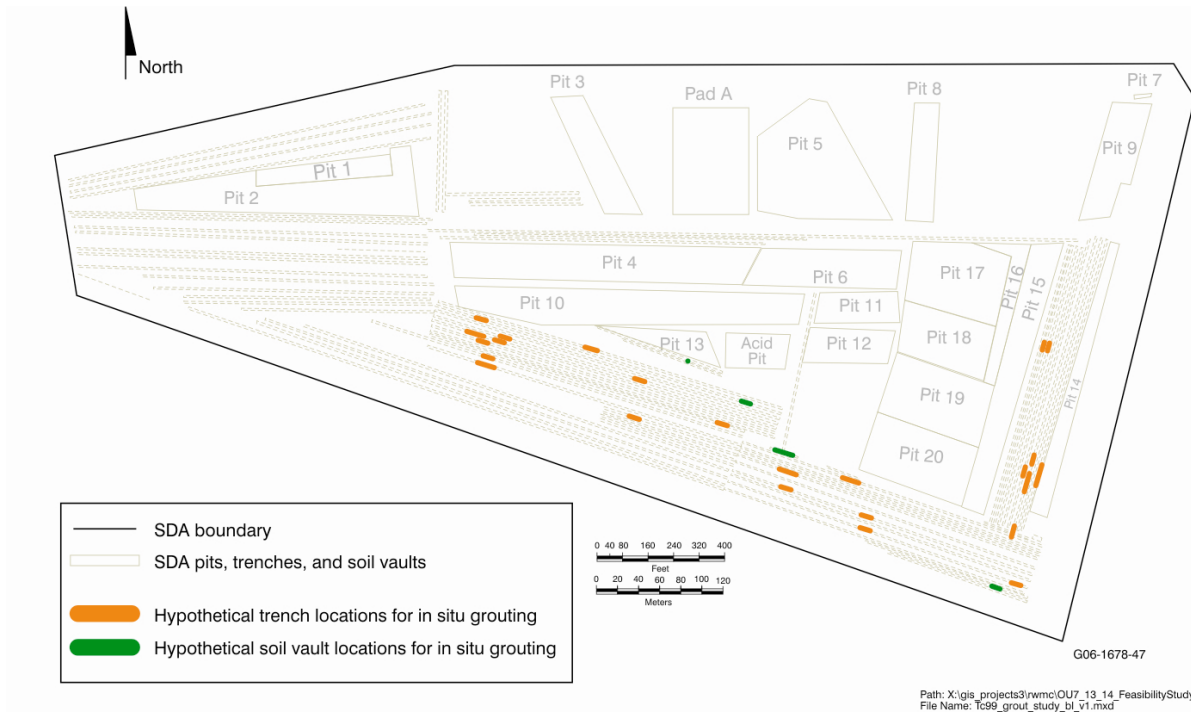 North
Pit 3
Pad A
Pit 5
Pit 8
Pit 7
Pit 9
Pit 1
Pit 2
Pit 4
Pit 6
Pit 17
Pit 16
Pit 15
Pit 10
Pit 11
Pit 13
Acid
Pit
Pit 12
Pit 18
Pit 14
Pit 19
Pit 20
SDA boundary
SDA pits, trenches, and soil vaults
Hypothetical trench locations for in situ grouting
Hypothetical soil vault locations for in situ grouting
0 40 80 160 240 320 400
Feet
0 20 40 60 80 100 120
Meters
G06-1678-47
Path: X:\gis_projects3\rwmc\OU7_13_14_FeasibilityStudy
File Name: Tc99_grout_study_bl_v1.mxd